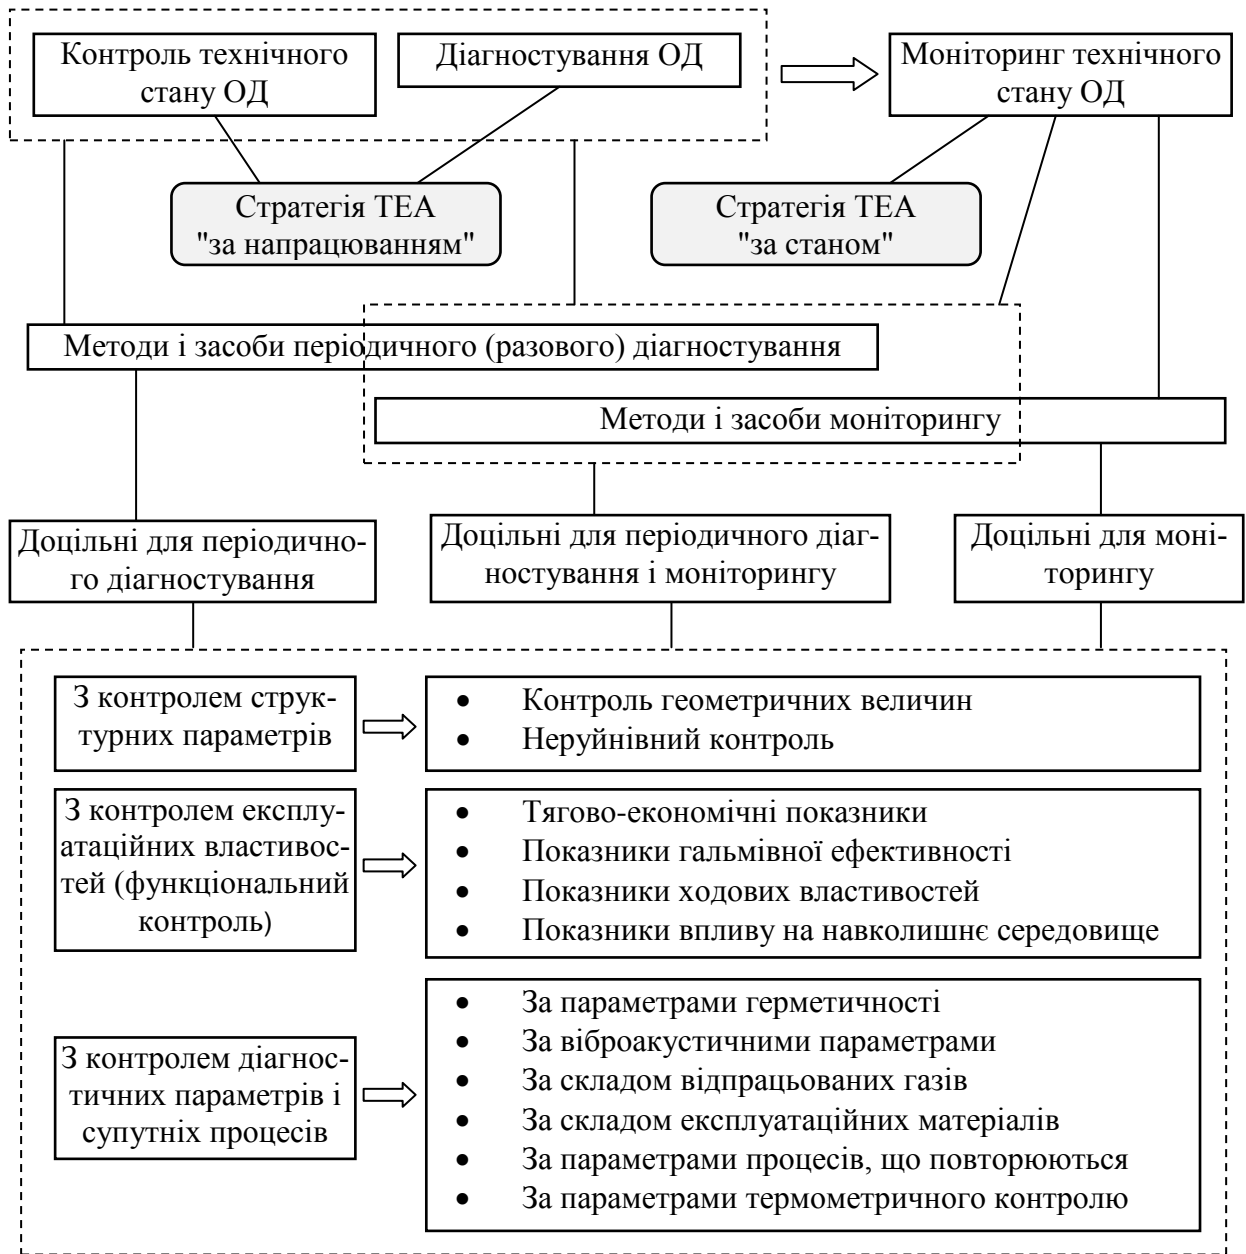 Контроль технічного
стану ОД
Діагностування ОД
Моніторинг технічного
стану ОД
Стратегія ТЕА
"за напрацюванням"
Стратегія ТЕА
"за станом"
Методи і засоби періодичного (разового) діагностування
Методи і засоби моніторингу
Доцільні для періодично-
го діагностування
Доцільні для періодичного діаг-
ностування і моніторингу
Доцільні для моні-
торингу
З контролем струк-
турних параметрів
• Контроль геометричних величин
• Неруйнівний контроль
З контролем експлу-
атаційних властивос-
тей (функціональний
контроль)
• Тягово-економічні показники
• Показники гальмівної ефективності
• Показники ходових властивостей
• Показники впливу на навколишнє середовище
З контролем діагнос-
тичних параметрів і
супутніх процесів
• За параметрами герметичності
• За віброакустичними параметрами
• За складом відпрацьованих газів
• За складом експлуатаційних матеріалів
• За параметрами процесів, що повторюються
• За параметрами термометричного контролю